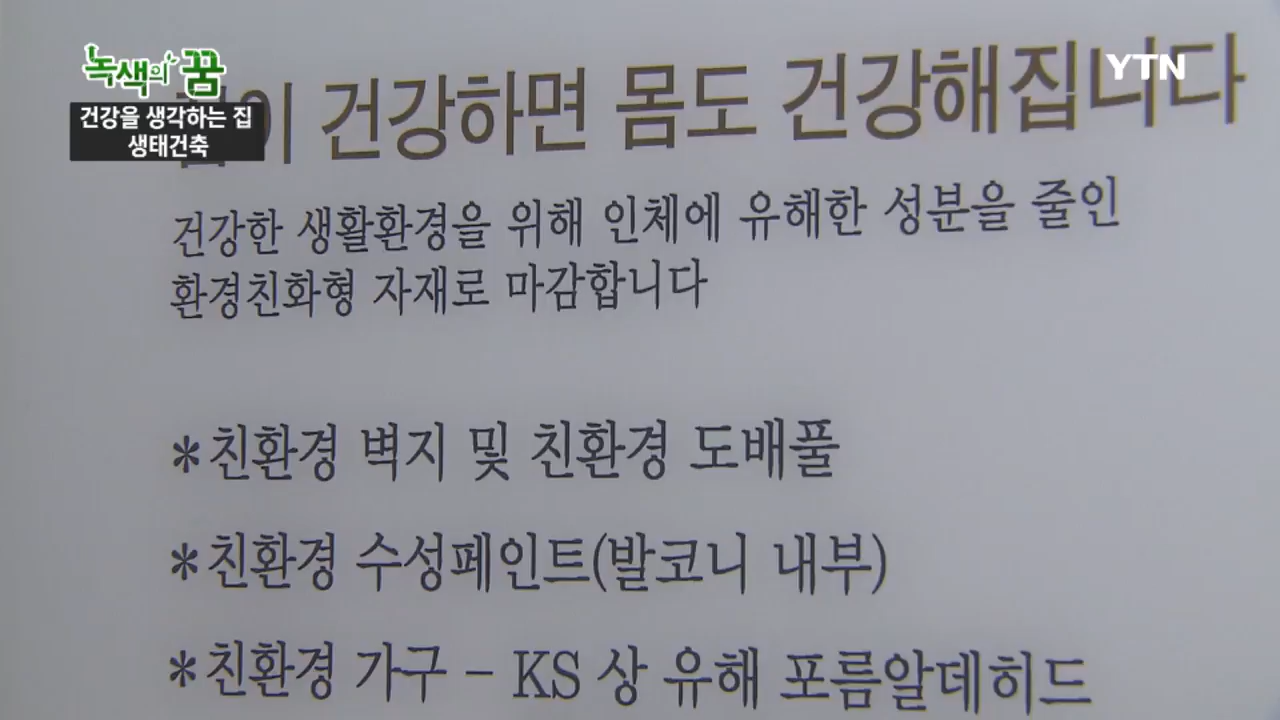 녹색의 꿈
YTN
건강을 생각하는 집
생태건축
이 건강하면 몸도 건강해집니다
건강한 생활환경을 위해 인체에 유해한 성분을 줄인
환경친화형 자재로 마감합니다
*친환경 벽지 및 친환경 도배풀
*친환경 수성페인트(발코니 내부)
*친환경 가구 - KS 상 유해 포름알데히드